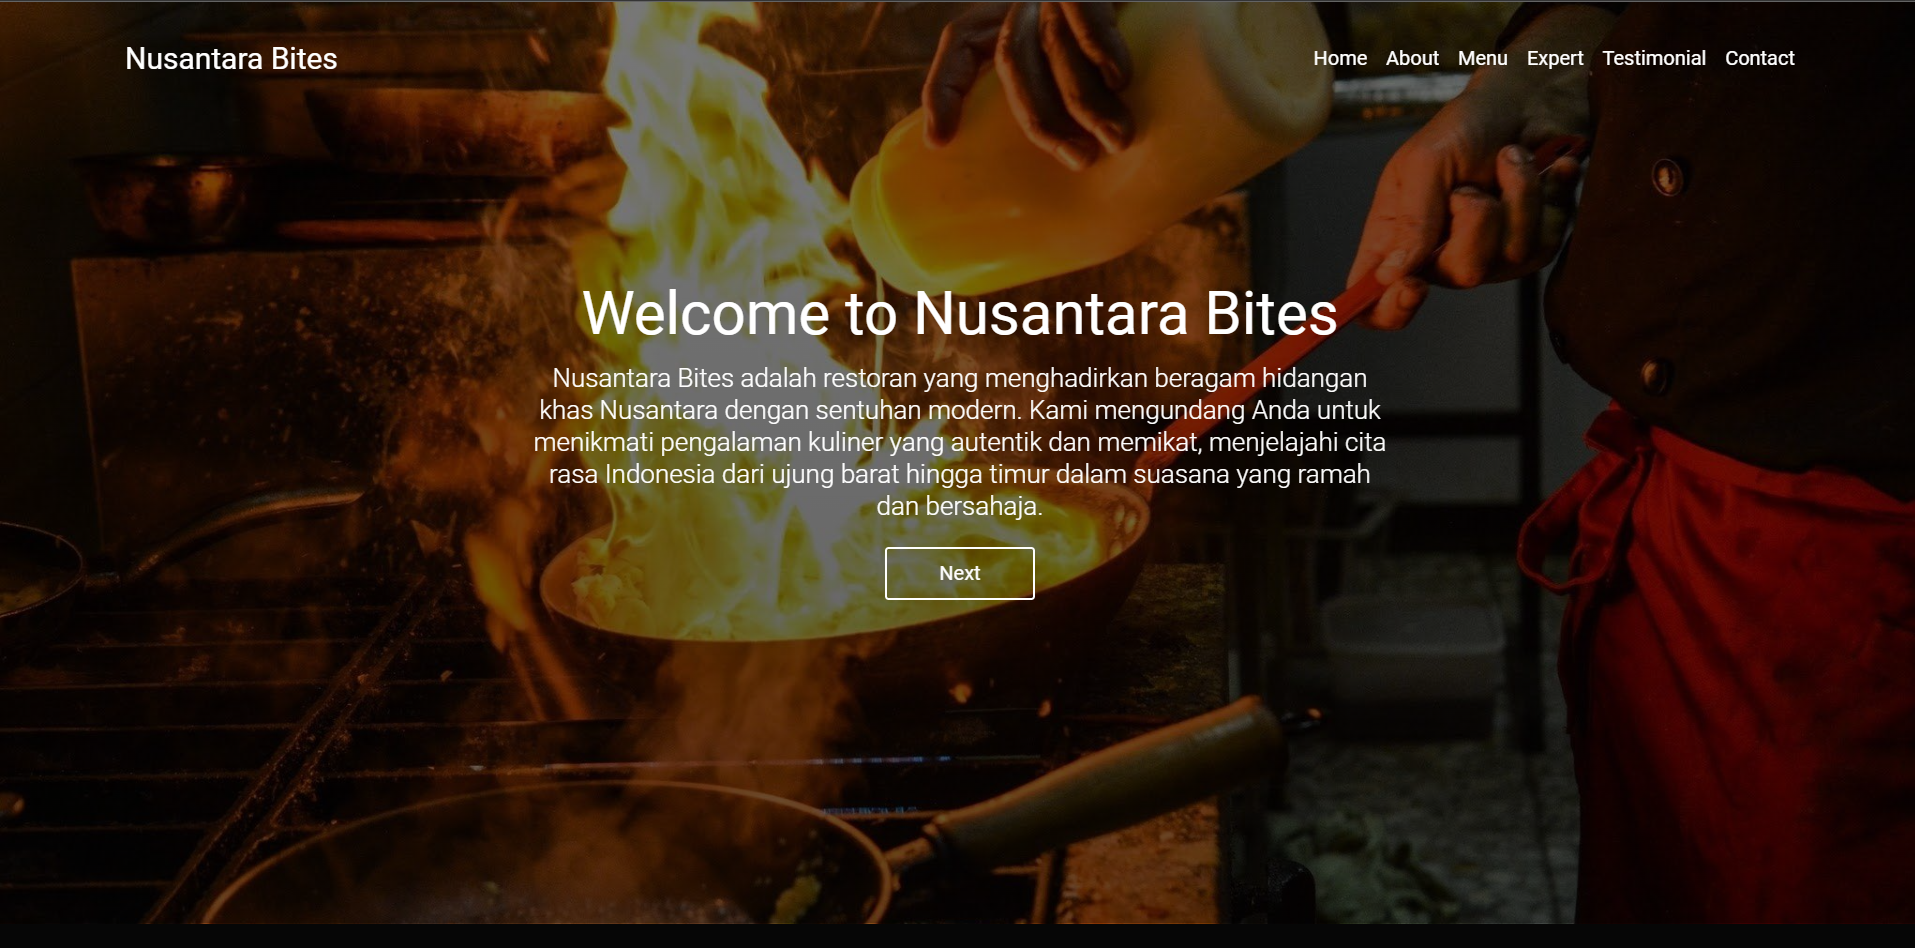 Nusantara Bites
Home About Menu Expert Testimonial Contact
Welcome to Nusantara Bites
Nusantara Bites adalah restoran yang menghadirkan beragam hidangan
khas Nusantara dengan sentuhan modern. Kami mengundang Anda untuk
menikmati pengalaman kuliner yang autentik dan memikat, menjelajahi cita
rasa Indonesia dari ujung barat hingga timur dalam suasana yang ramah
dan bersahaja.
Next